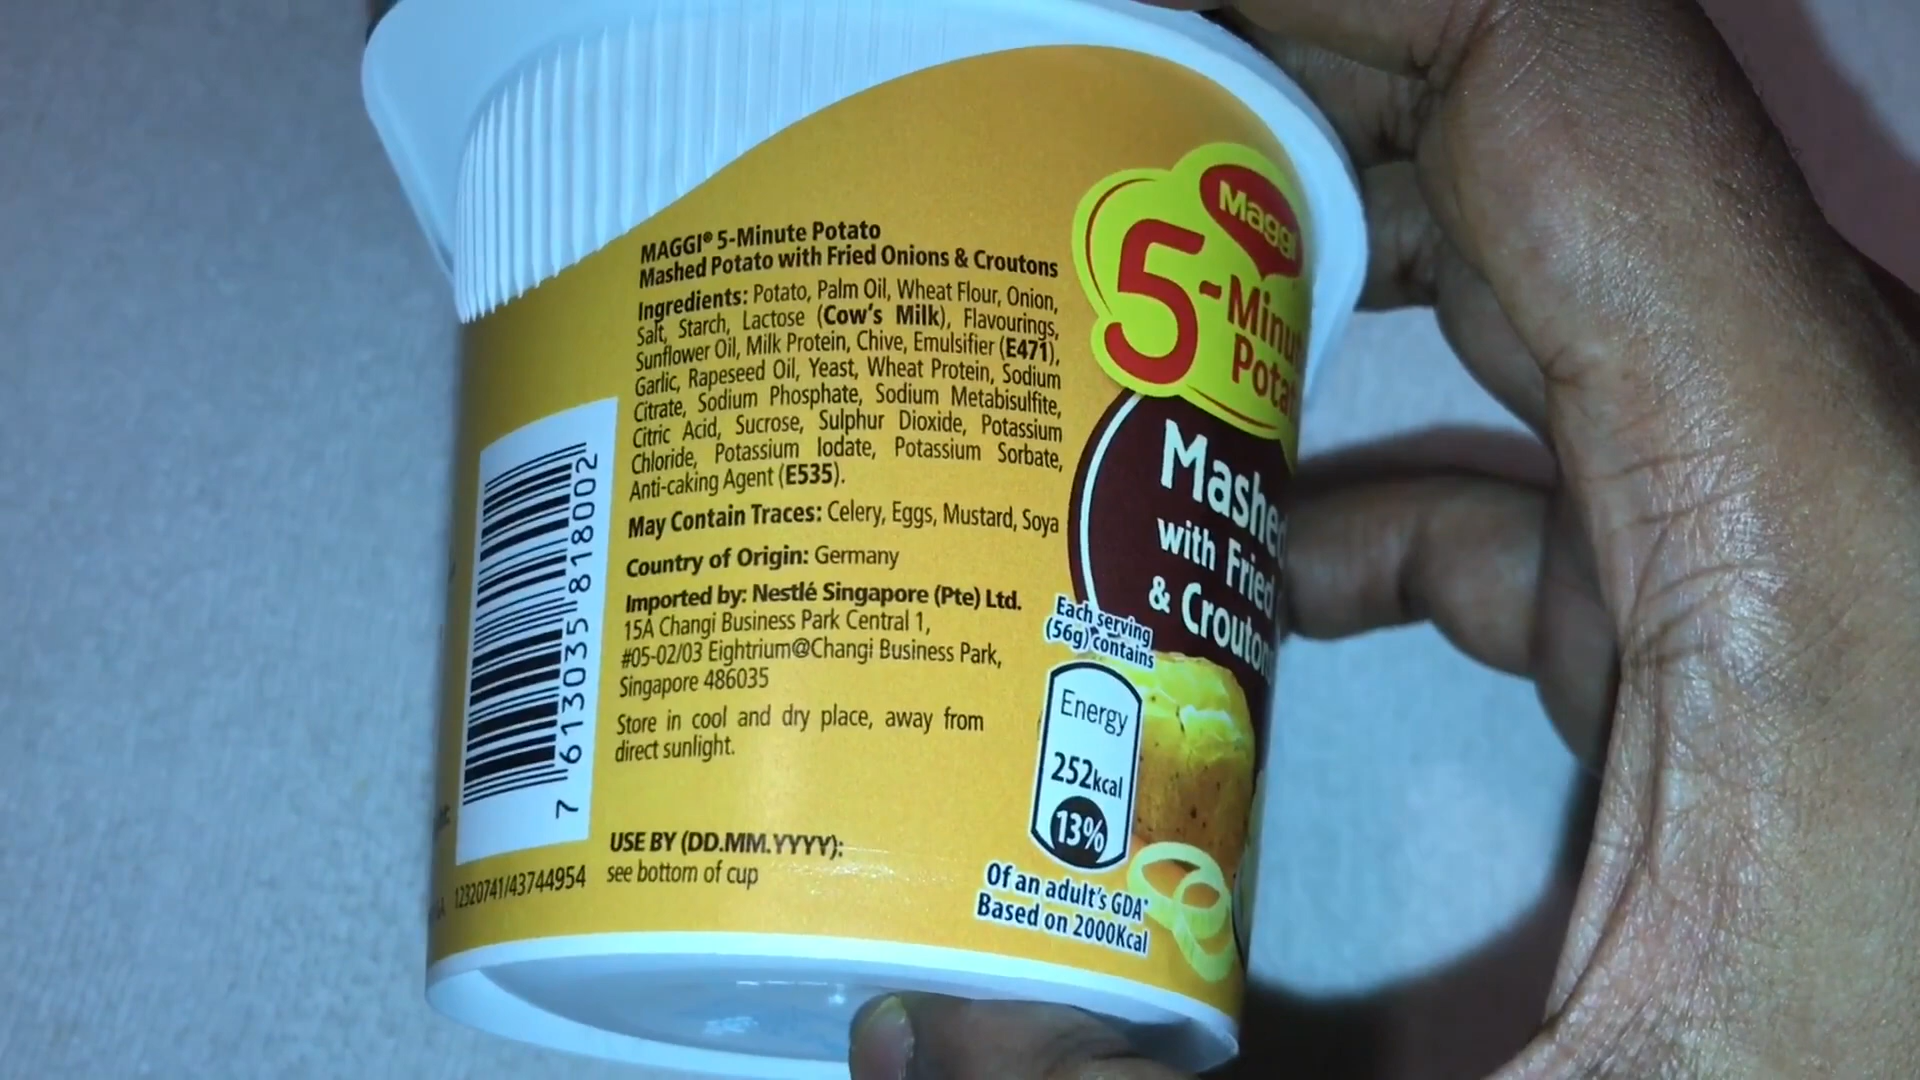 MAGGI® 5-Minute Potato
Mashed Potato with Fried Onions & Croutons
Ingredients: Potato, Palm Oil, Wheat Flour, Onion,
Salt, Starch, Lactose (Cow's Milk), Flavourings,
Sunflower Oil, Milk Protein, Chive, Emulsifier (E471),
Garlic, Rapeseed Oil, Yeast, Wheat Protein, Sodium
Citrate, Sodium Phosphate, Sodium Metabisulfite,
Citric Acid, Sucrose, Sulphur Dioxide, Potassium
Chloride, Potassium Iodate, Potassium Sorbate,
Anti-caking Agent (E535).
May Contain Traces: Celery, Eggs, Mustard, Soya
Country of Origin: Germany
Imported by: Nestlé Singapore (Pte) Ltd.
15A Changi Business Park Central 1,
#05-02/03 Eightrium@Changi Business Park,
Singapore 486035
Store in cool and dry place, away from
direct sunlight.
USE BY (DD.MM.YYYY):
see bottom of cup
7 613035 818002
12320741/43744954
Maggi
5-Minu
Pota
Mashe
with Fried
& Crouton
Each serving
(56g) contains
Energy
252kcal
13%
Of an adult's GDA*
Based on 2000Kcal